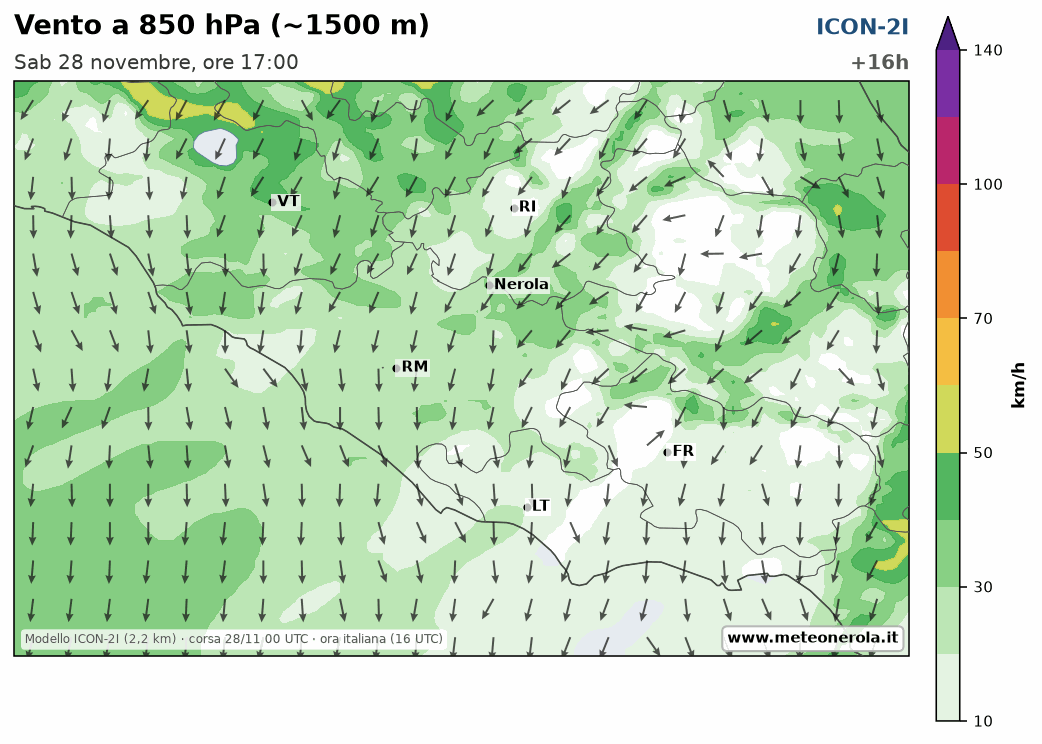 Vento a 850 hPa (~1500 m)
ICON-2I
Sab 28 novembre, ore 17:00
+16h
VT
RI
Nerola
RM
FR
LT
Modello ICON-2I (2,2 km) · corsa 28/11 00 UTC · ora italiana (16 UTC)
www.meteonerola.it
140
100
70
50
30
10
km/h